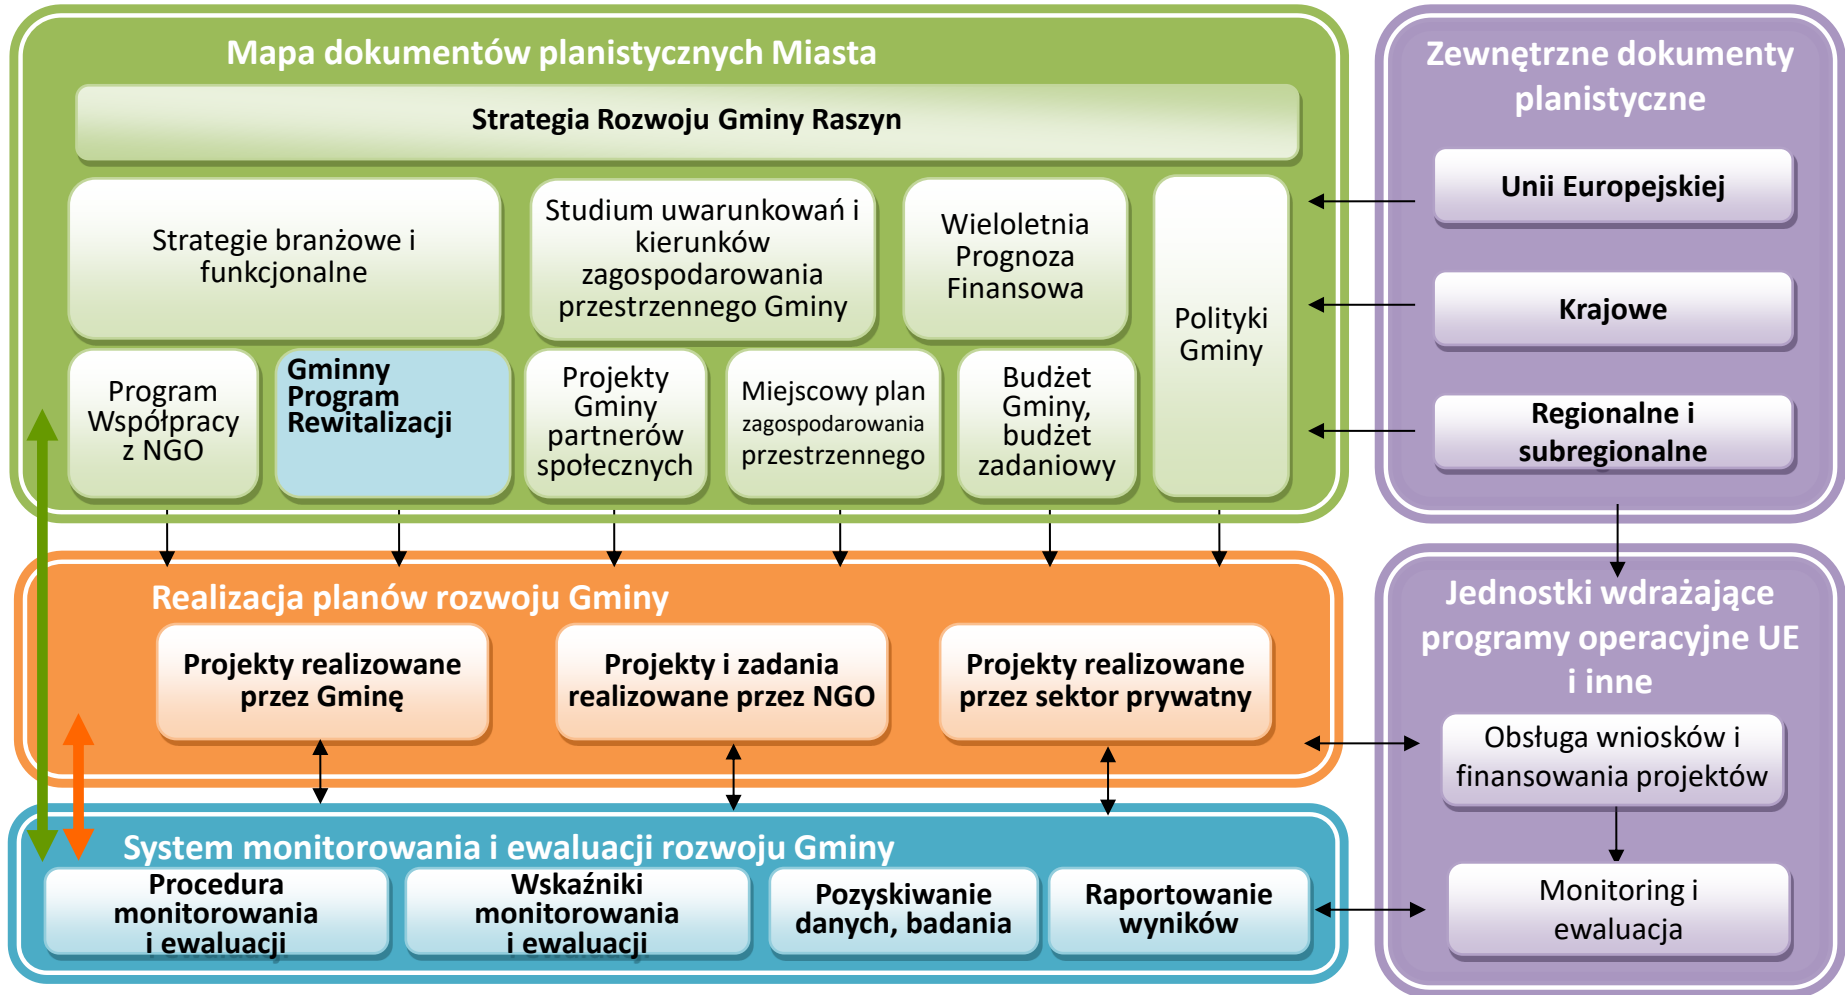 Mapa dokumentów planistycznych Miasta
Strategia Rozwoju Gminy Raszyn
Strategie branżowe i
funkcjonalne
Studium uwarunkowań i
kierunków
zagospodarowania
przestrzennego Gminy
Wieloletnia
Prognoza
Finansowa
Polityki
Gminy
Program
Współpracy
z NGO
Gminny
Program
Rewitalizacji
Projekty
Gminy
partnerów
społecznych
Miejscowy plan
zagospodarowania
przestrzennego
Budżet
Gminy,
budżet
zadaniowy
Zewnętrzne dokumenty
planistyczne
Unii Europejskiej
Krajowe
Regionalne i
subregionalne
Realizacja planów rozwoju Gminy
Projekty realizowane
przez Gminę
Projekty i zadania
realizowane przez NGO
Projekty realizowane
przez sektor prywatny
Jednostki wdrażające
programy operacyjne UE
i inne
Obsługa wniosków i
finansowania projektów
Monitoring i
ewaluacja
System monitorowania i ewaluacji rozwoju Gminy
Procedura
monitorowania
i ewaluacji
Wskaźniki
monitorowania
i ewaluacji
Pozyskiwanie
danych, badania
Raportowanie
wyników